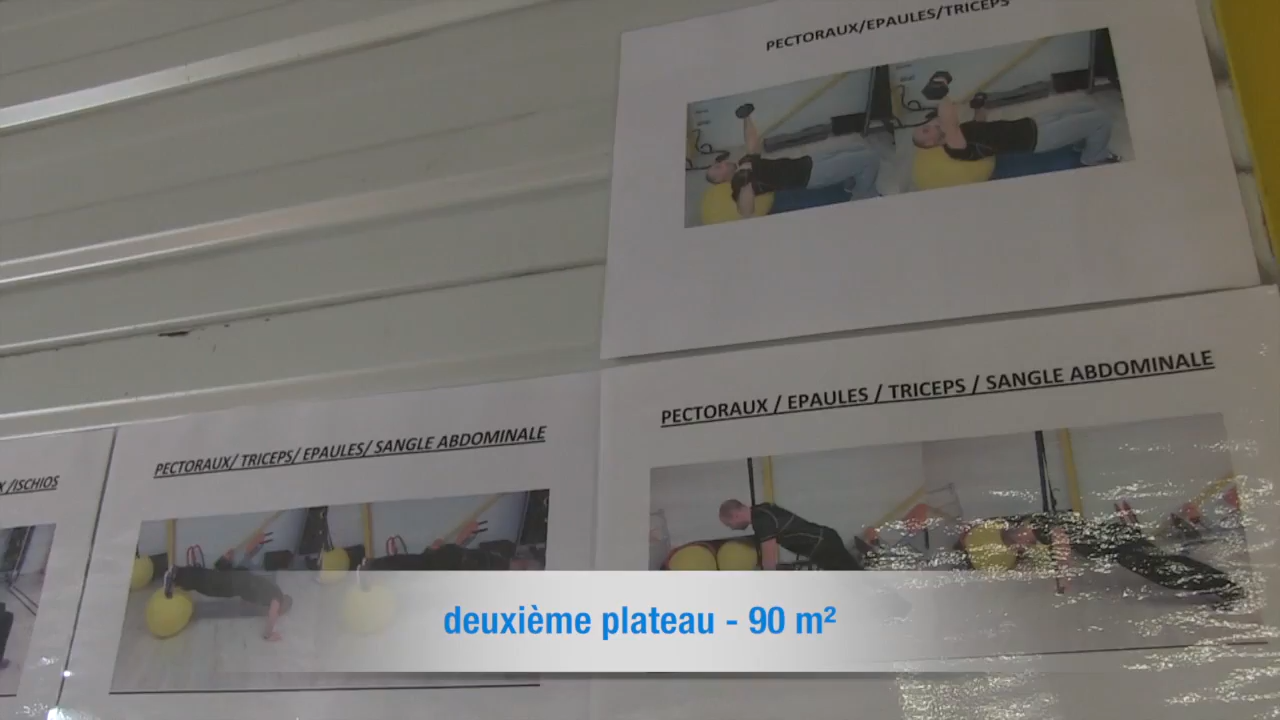 PECTORAUX/EPAULES/TRICEPS
PECTORAUX / EPAULES / TRICEPS / SANGLE ABDOMINALE
PECTORAUX/ TRICEPS/ EPAULES/ SANGLE ABDOMINALE
/ISCHIOS
deuxième plateau - 90 m²